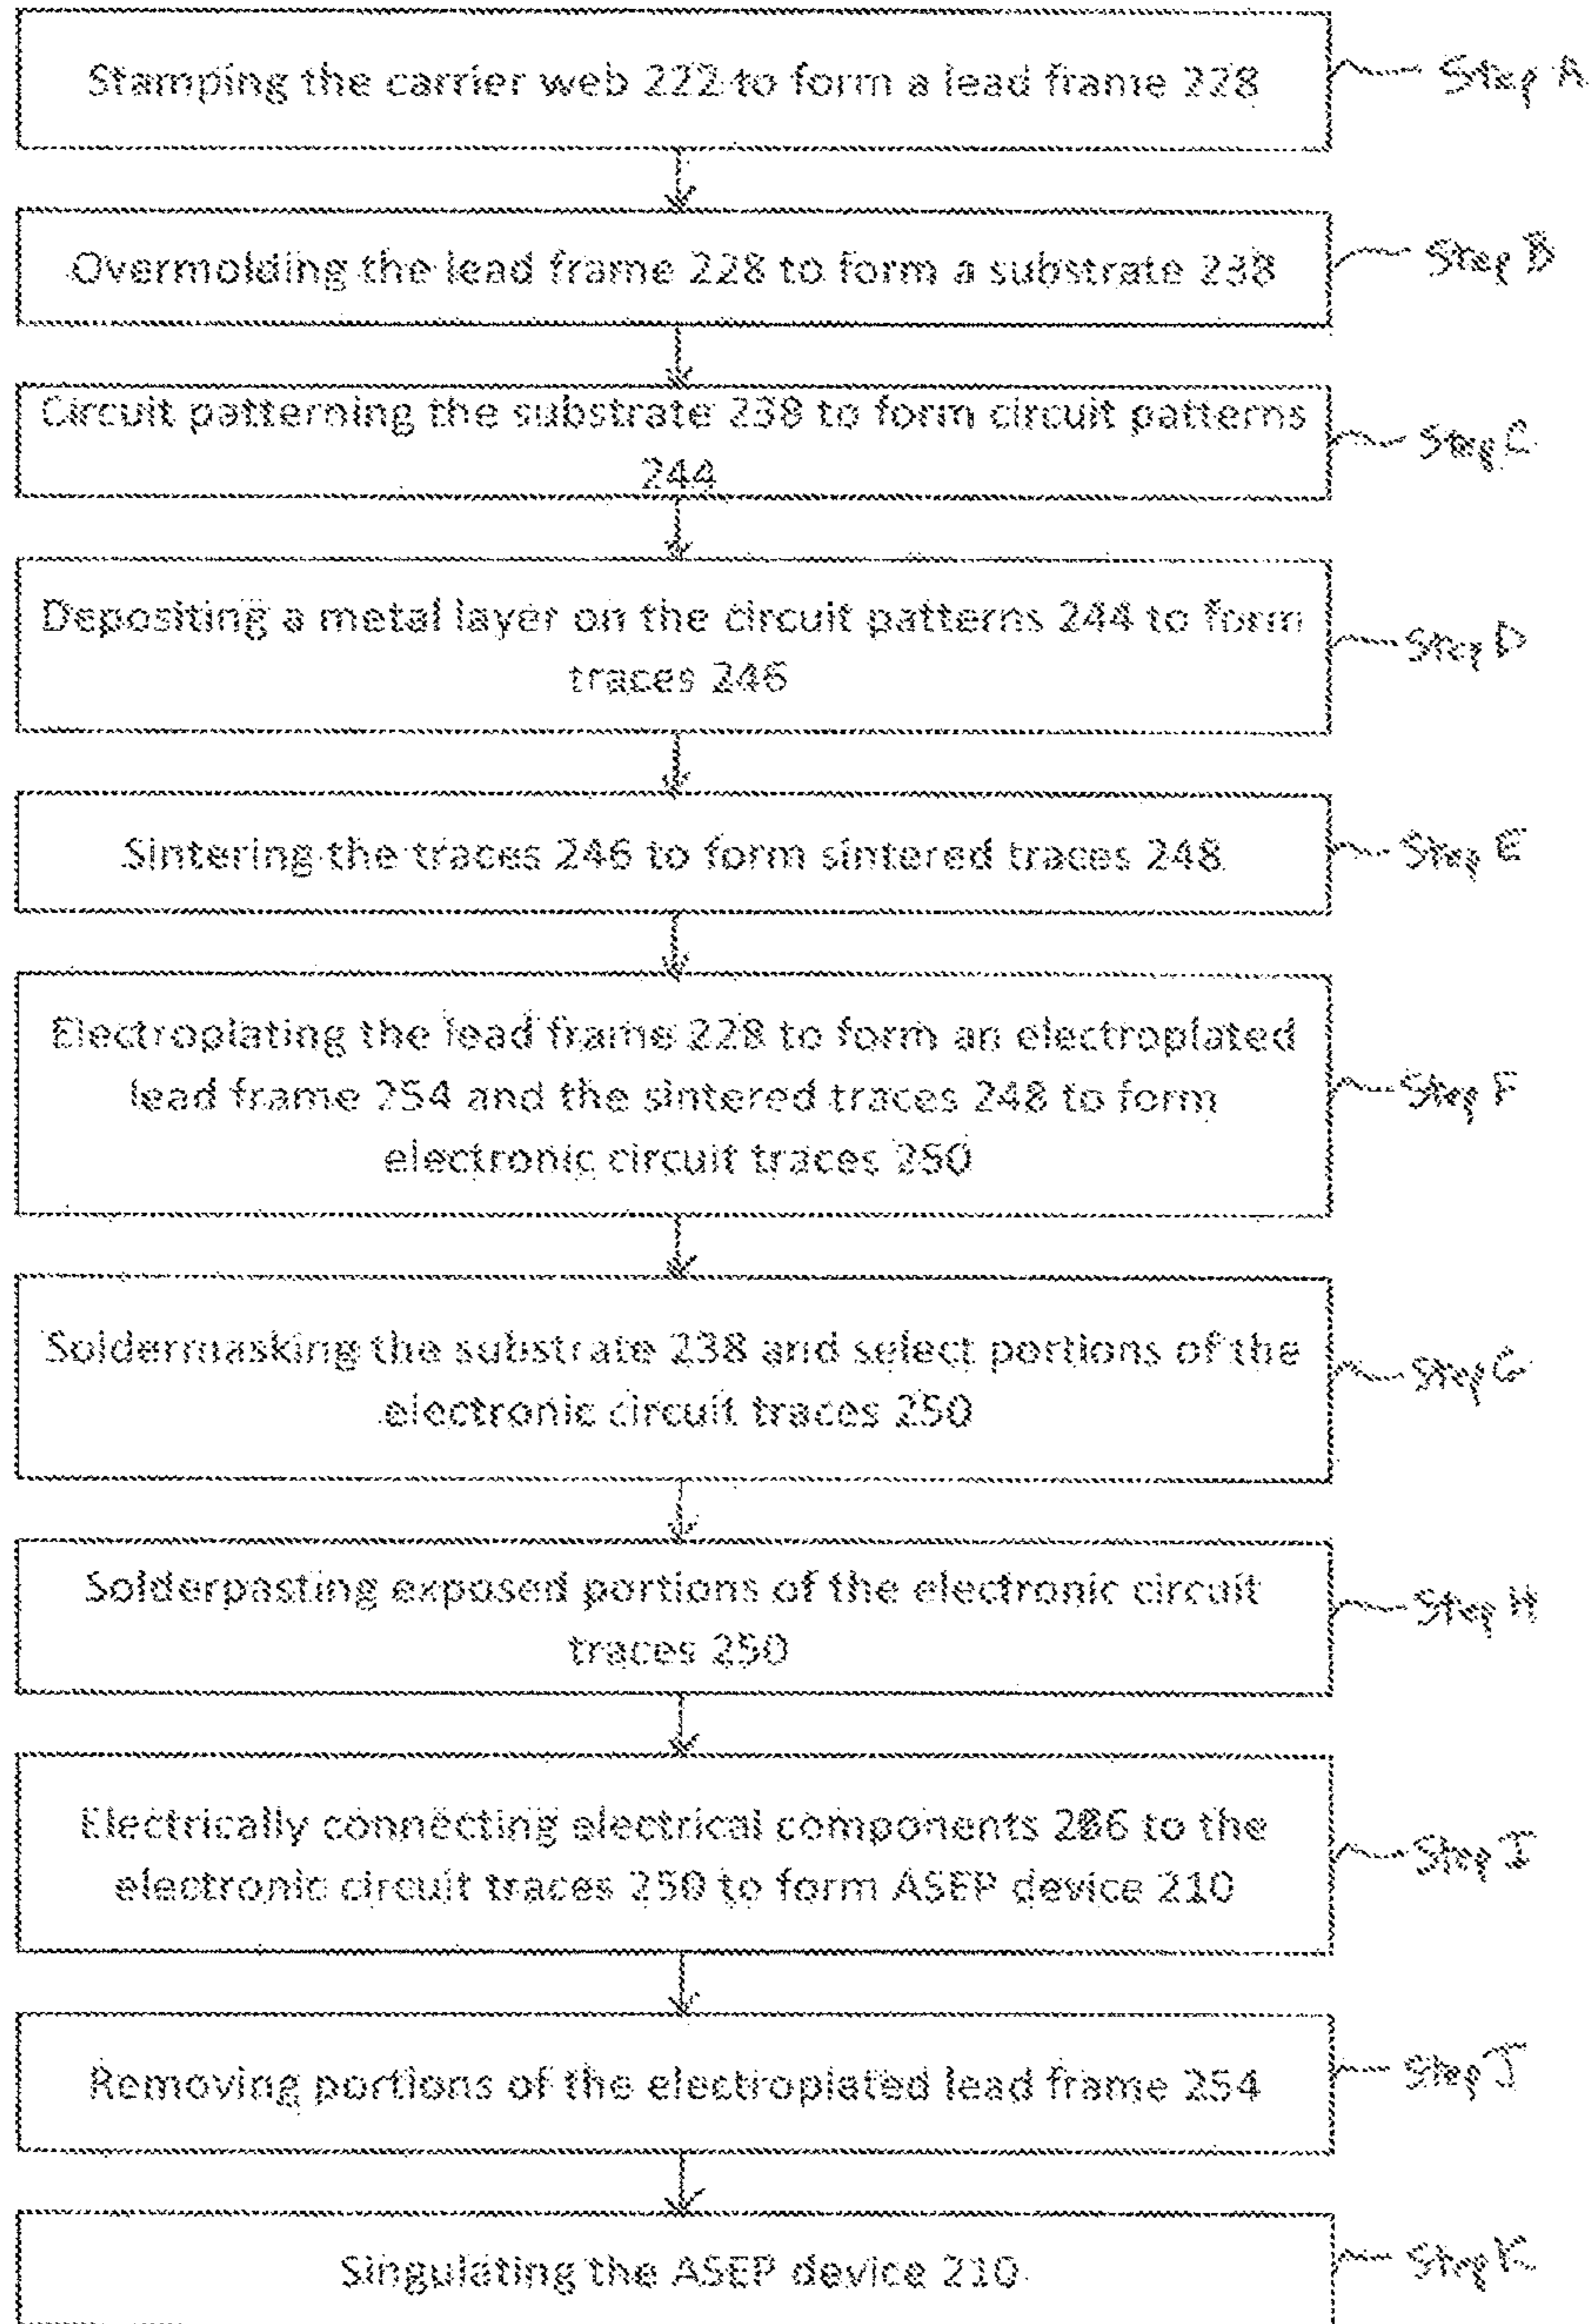 Stamping the carrier web 222 to form a lead frame 228
Step A
Overmolding the lead frame 228 to form a substrate 238
Step B
Circuit patterning the substrate 238 to form circuit patterns
244
Step C
Depositing a metal layer on the circuit patterns 244 to form
traces 246
Step D
Sintering the traces 246 to form sintered traces 248
Step E
Electroplating the lead frame 228 to form an electroplated
lead frame 254 and the sintered traces 248 to form
electronic circuit traces 250
Step F
Soldermasking the substrate 238 and select portions of the
electronic circuit traces 250
Step G
Solderpasting exposed portions of the electronic circuit
traces 250
Step H
Electrically connecting electrical components to the
electronic circuit traces 250 to form ASEP device 210
Step I
Removing portions of the electroplated lead frame 254
Step J
Singulating the ASEP device 210
Step K